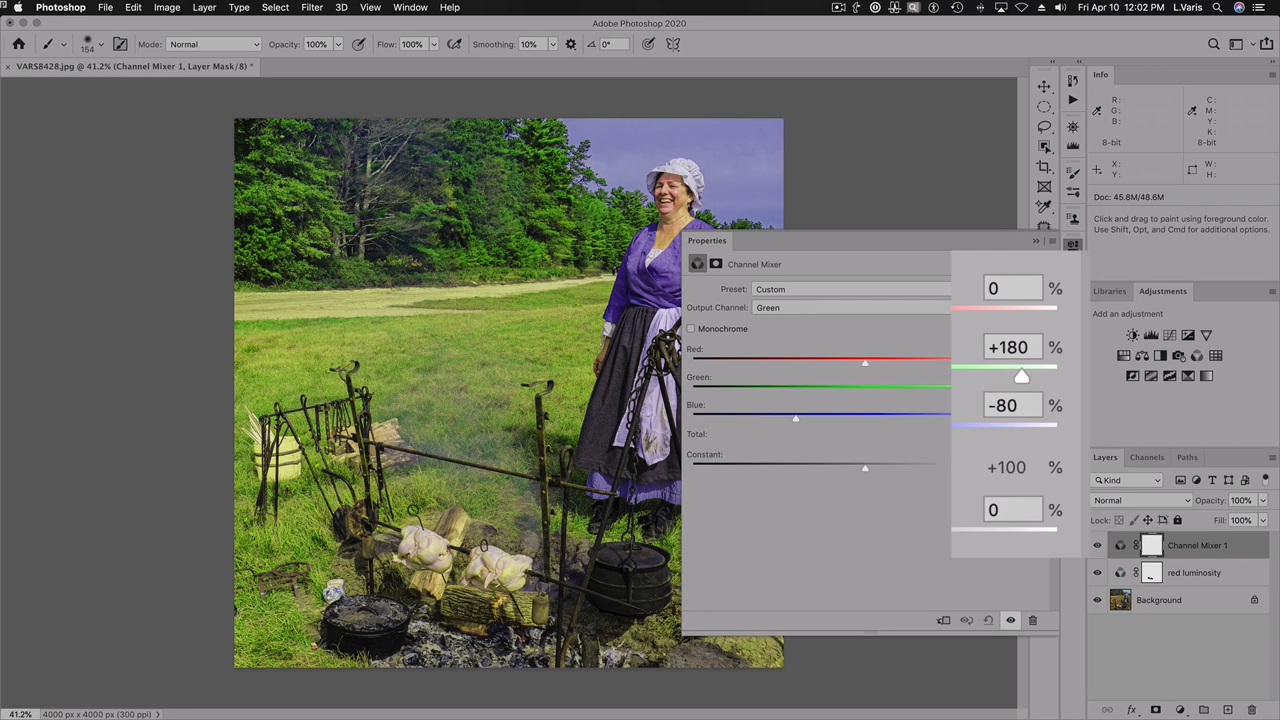 Photoshop File Edit Image Layer Type Select Filter 3D View Window Help Fri Apr 10 12:02 PM L.Varis
Adobe Photoshop 2020
154 Mode: Normal Opacity: 100% Flow: 100% Smoothing: 10% 0°
× VARS8428.jpg @ 41.2% (Channel Mixer 1, Layer Mask/8) *
Info
R: C:
G: M:
B: Y:
K:
8-bit 8-bit
X: W:
Y: H:
Doc: 45.8M/48.6M
Click and drag to paint using foreground color.
Use Shift, Opt, and Cmd for additional options.
Properties
Channel Mixer
Preset: Custom
Output Channel: Green
Monochrome
Red: 0 %
Green: +180 %
Blue: -80 %
Total: +100 %
Constant: 0 %
Libraries Adjustments
Add an adjustment
Layers Channels Paths
Kind
Normal Opacity: 100%
Lock: Fill: 100%
Channel Mixer 1
red luminosity
Background
41.2% 4000 px x 4000 px (300 ppi)
fx